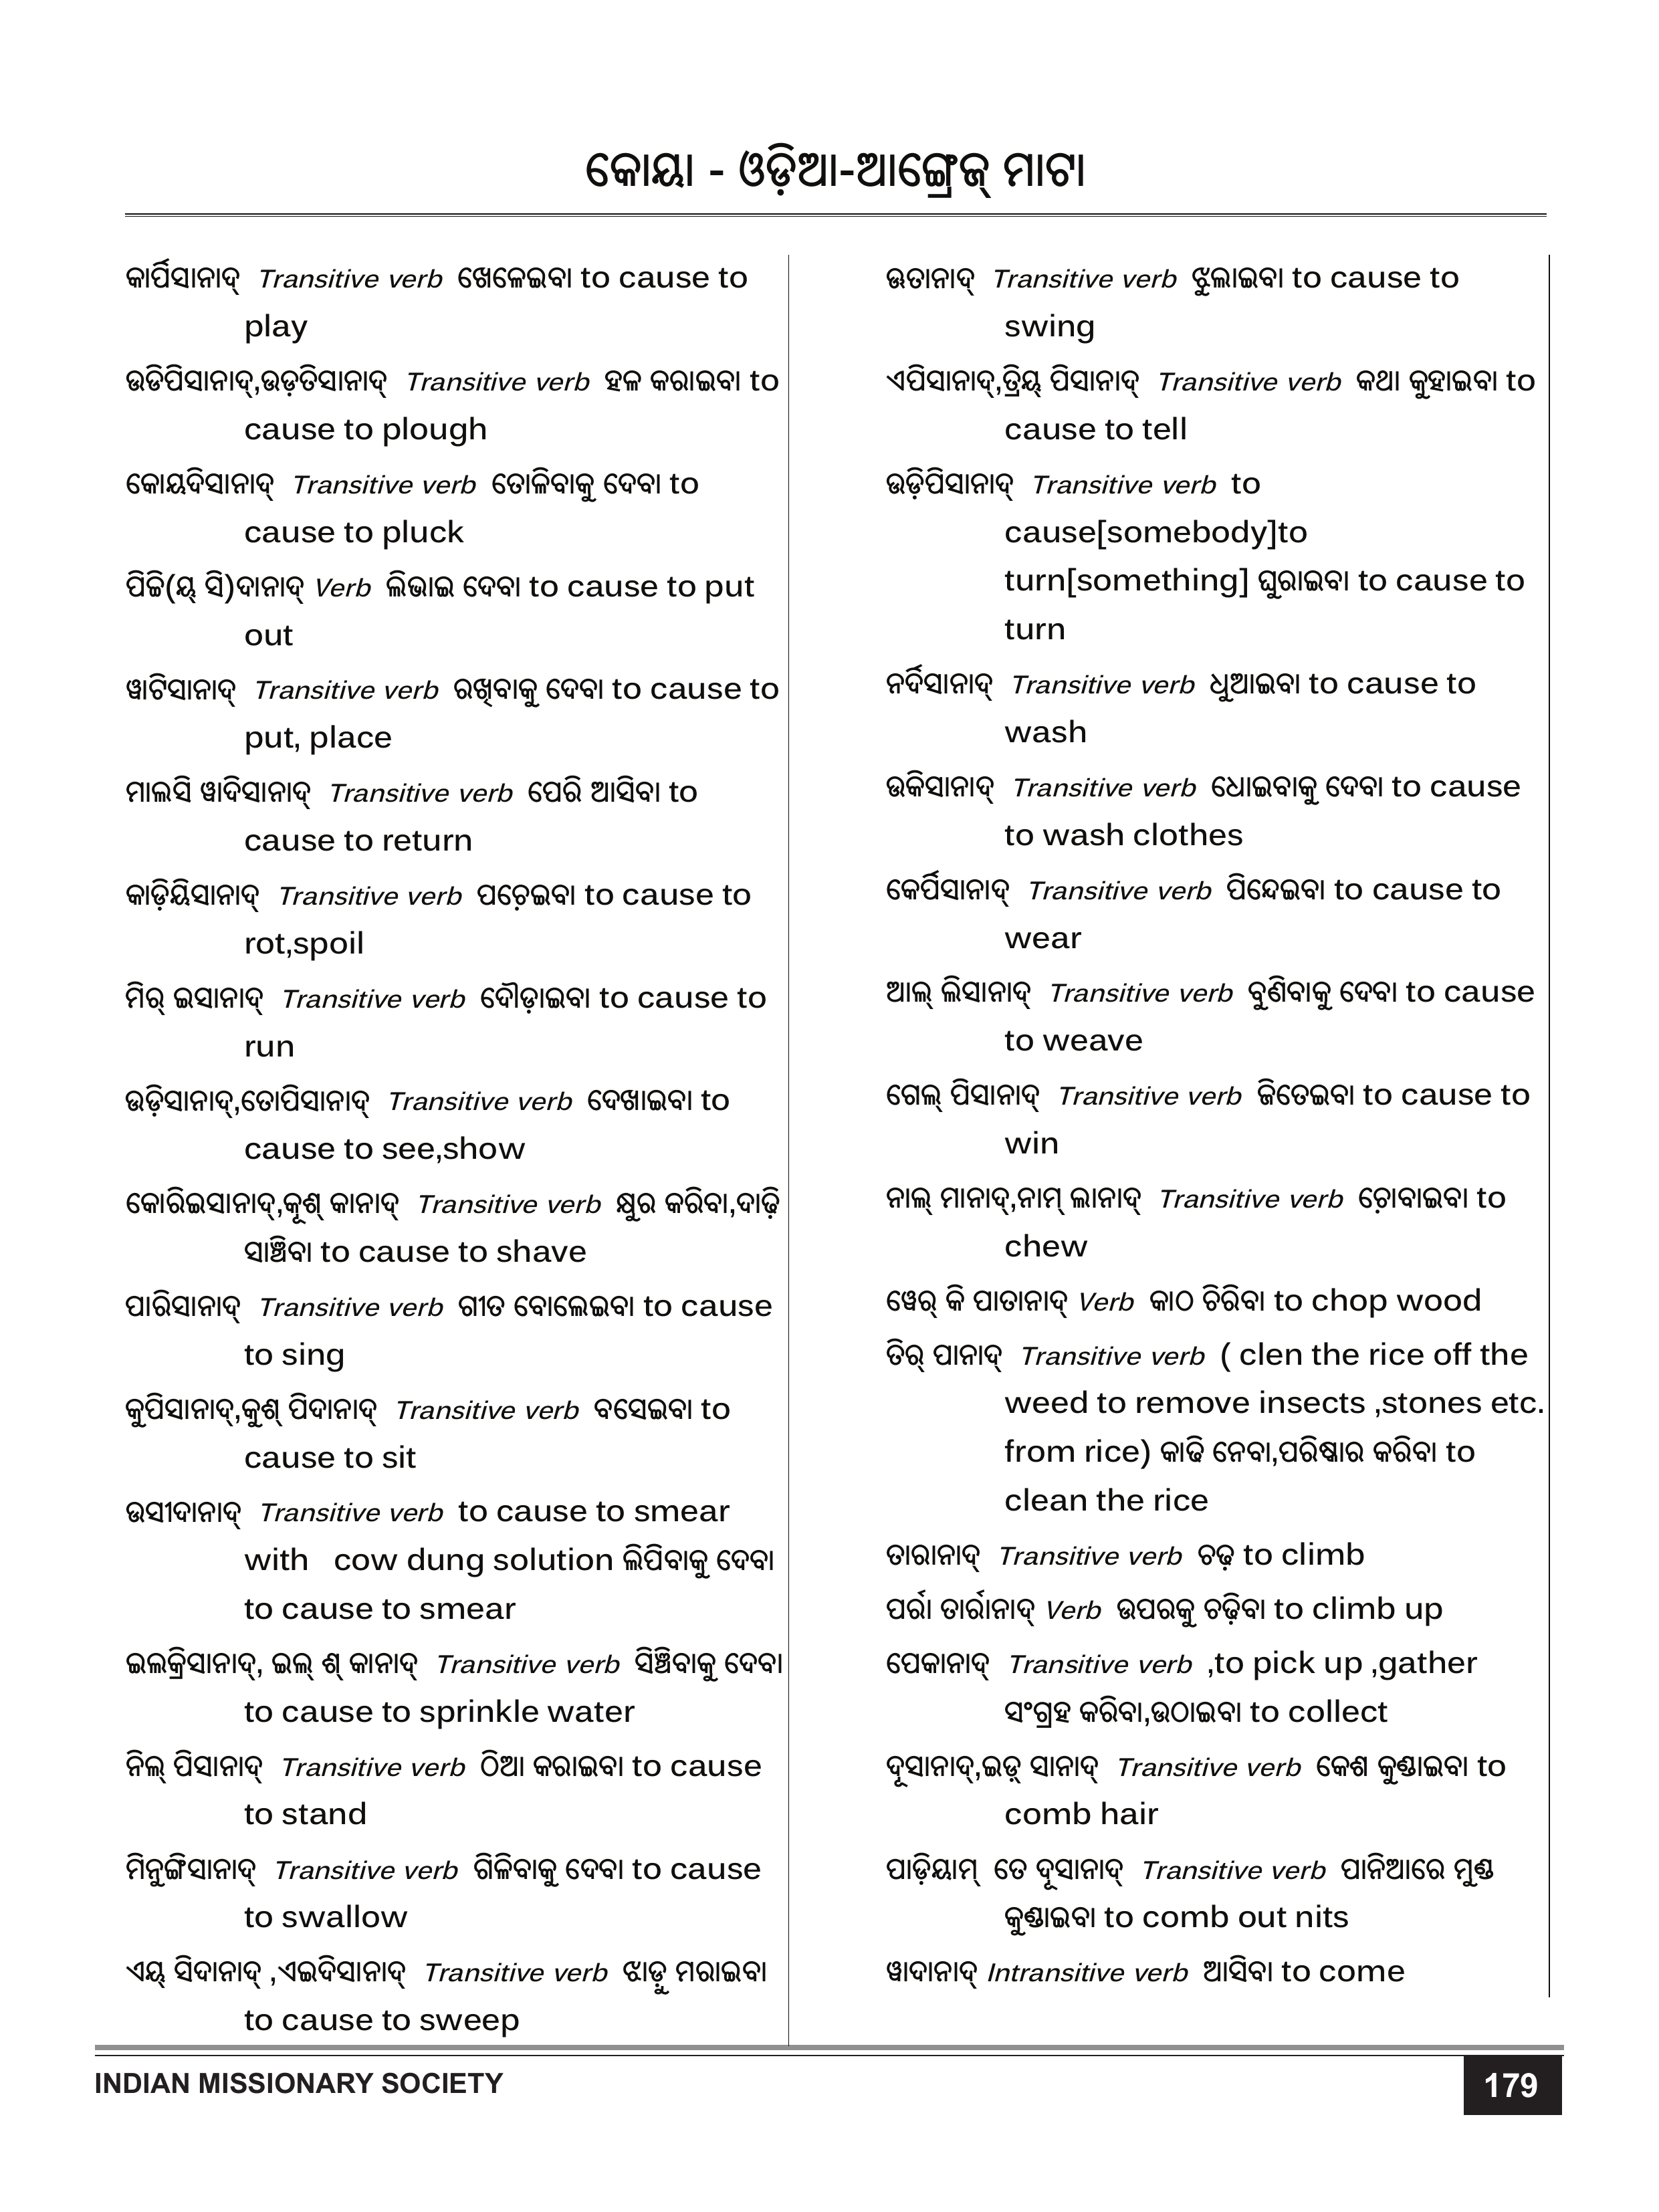 କୋୟା - ଓଡ଼ିଆ-ଆଙ୍ଗ୍ରେଜ୍ ମାଟା
କାର୍ପିସାନାଦ୍ Transitive verb ଖେଳେଇବା to cause to
play
ଉଡିପିସାନାଦ୍,ଉଡ଼ତିସାନାଦ୍ Transitive verb ହଳ କରାଇବା to
cause to plough
କୋୟଦିସାନାଦ୍ Transitive verb ତୋଳିବାକୁ ଦେବା to
cause to pluck
ପିଚ୍ଚି(ୟ୍ ସି)ଦାନାଦ୍ Verb ଲିଭାଇ ଦେବା to cause to put
out
ୱାଟିସାନାଦ୍ Transitive verb ରଖିବାକୁ ଦେବା to cause to
put, place
ମାଲସି ୱାଦିସାନାଦ୍ Transitive verb ପେରି ଆସିବା to
cause to return
କାଡ଼ିୟିସାନାଦ୍ Transitive verb ପଚ଼େଇବା to cause to
rot,spoil
ମିର୍ ଇସାନାଦ୍ Transitive verb ଦୌଡ଼ାଇବା to cause to
run
ଉଡ଼ିସାନାଦ୍,ତୋପିସାନାଦ୍ Transitive verb ଦେଖାଇବା to
cause to see,show
କୋରିଇସାନାଦ୍,କୂଶ୍ କାନାଦ୍ Transitive verb କ୍ଷୁର କରିବା,ଦାଢ଼ି
ସାଞ୍ଚିବା to cause to shave
ପାରିସାନାଦ୍ Transitive verb ଗୀତ ବୋଲେଇବା to cause
to sing
କୁପିସାନାଦ୍,କୁଶ୍ ପିଦାନାଦ୍ Transitive verb ବସେଇବା to
cause to sit
ଉସୀଦାନାଦ୍ Transitive verb to cause to smear
with cow dung solution ଲିପିବାକୁ ଦେବା
to cause to smear
ଇଲକ୍ରିସାନାଦ୍, ଇଲ୍ ଶ୍ କାନାଦ୍ Transitive verb ସିଞ୍ଚିବାକୁ ଦେବା
to cause to sprinkle water
ନିଲ୍ ପିସାନାଦ୍ Transitive verb ଠିଆ କରାଇବା to cause
to stand
ମିନୁଙ୍ଗିସାନାଦ୍ Transitive verb ଗିଳିବାକୁ ଦେବା to cause
to swallow
ଏୟ୍ ସିଦାନାଦ୍ ,ଏଇଦିସାନାଦ୍ Transitive verb ଝାଡ଼ୁ ମରାଇବା
to cause to sweep
ଊତାନାଦ୍ Transitive verb ଝୁଲାଇବା to cause to
swing
ଏପିସାନାଦ୍,ତ୍ରିୟ୍ ପିସାନାଦ୍ Transitive verb କଥା କୁହାଇବା to
cause to tell
ଉଡ଼ିପିସାନାଦ୍ Transitive verb to
cause[somebody]to
turn[something] ଘୁରାଇବା to cause to
turn
ନର୍ଦିସାନାଦ୍ Transitive verb ଧୁଆଇବା to cause to
wash
ଉକିସାନାଦ୍ Transitive verb ଧୋଇବାକୁ ଦେବା to cause
to wash clothes
କେର୍ପିସାନାଦ୍ Transitive verb ପିନ୍ଦେଇବା to cause to
wear
ଆଲ୍ ଲିସାନାଦ୍ Transitive verb ବୁଣିବାକୁ ଦେବା to cause
to weave
ଗେଲ୍ ପିସାନାଦ୍ Transitive verb ଜିତେଇବା to cause to
win
ନାଲ୍ ମାନାଦ୍,ନାମ୍ ଲାନାଦ୍ Transitive verb ଚ଼ୋବାଇବା to
chew
ୱେର୍ କି ପାଡାନାଦ୍ Verb କାଠ ଚିରିବା to chop wood
ତିର୍ ପାନାଦ୍ Transitive verb ( clen the rice off the
weed to remove insects ,stones etc.
from rice) କାଢି ନେବା,ପରିଷ୍କାର କରିବା to
clean the rice
ତାରାନାଦ୍ Transitive verb ଚଢ଼ to climb
ପର୍ରା ତାର୍ରାନାଦ୍ Verb ଉପରକୁ ଚଢ଼ିବା to climb up
ପେକାନାଦ୍ Transitive verb ,to pick up ,gather
ସଂଗ୍ରହ କରିବା,ଉଠାଇବା to collect
ଦୂସାନାଦ୍,ଇଡ଼୍ ସାନାଦ୍ Transitive verb କେଶ କୁଣ୍ଡାଇବା to
comb hair
ପାଡ଼ିୟାମ୍ ତେ ଦୂସାନାଦ୍ Transitive verb ପାନିଆରେ ମୁଣ୍ଡ
କୁଣ୍ଡାଇବା to comb out nits
ୱାଦାନାଦ୍ Intransitive verb ଆସିବା to come
INDIAN MISSIONARY SOCIETY
179